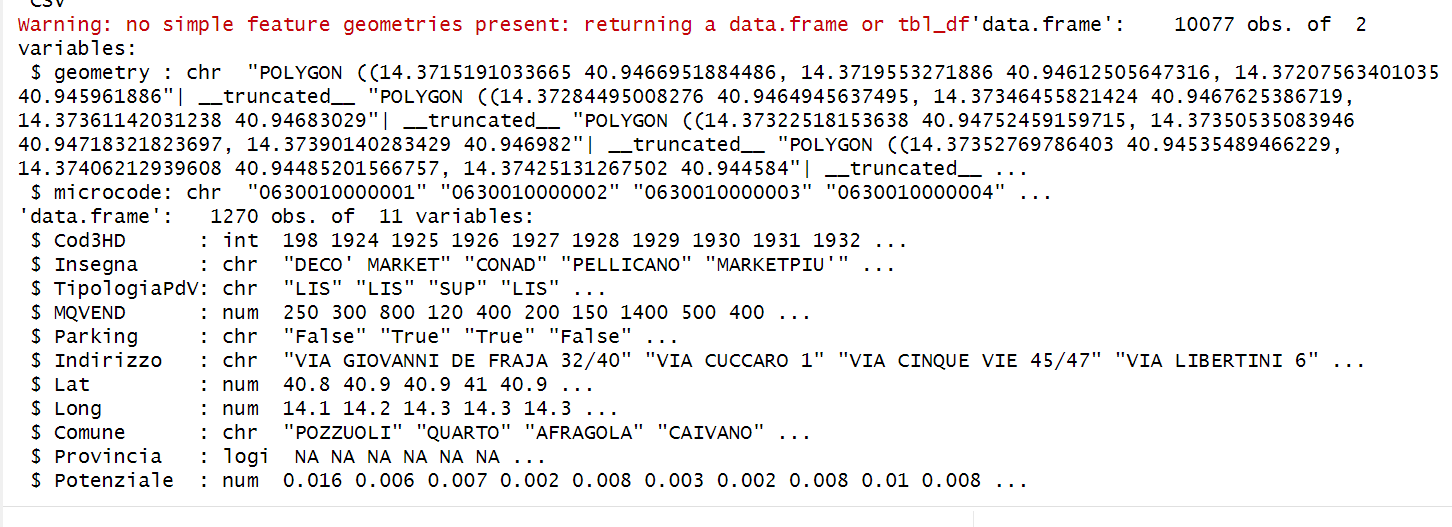 CSV
Warning: no simple feature geometries present: returning a data.frame or tbl_df'data.frame':	10077 obs. of  2
variables:
 $ geometry : chr  "POLYGON ((14.3715191033665 40.9466951884486, 14.3719553271886 40.94612505647316, 14.37207563401035
40.945961886"| __truncated__ "POLYGON ((14.37284495008276 40.9464945637495, 14.37346455821424 40.9467625386719,
14.37361142031238 40.94683029"| __truncated__ "POLYGON ((14.37322518153638 40.94752459159715, 14.37350535083946
40.94718321823697, 14.37390140283429 40.946982"| __truncated__ "POLYGON ((14.37352769786403 40.94535489466229,
14.37406212939608 40.94485201566757, 14.37425131267502 40.944584"| __truncated__ ...
 $ microcode: chr  "0630010000001" "0630010000002" "0630010000003" "0630010000004" ...
'data.frame':	1270 obs. of  11 variables:
 $ Cod3HD      : int  198 1924 1925 1926 1927 1928 1929 1930 1931 1932 ...
 $ Insegna     : chr  "DECO' MARKET" "CONAD" "PELLICANO" "MARKETPIU'" ...
 $ TipologiaPdV: chr  "LIS" "LIS" "SUP" "LIS" ...
 $ MQVEND      : num  250 300 800 120 400 200 150 1400 500 400 ...
 $ Parking     : chr  "False" "True" "True" "False" ...
 $ Indirizzo   : chr  "VIA GIOVANNI DE FRAJA 32/40" "VIA CUCCARO 1" "VIA CINQUE VIE 45/47" "VIA LIBERTINI 6" ...
 $ Lat         : num  40.8 40.9 40.9 41 40.9 ...
 $ Long        : num  14.1 14.2 14.3 14.3 14.3 ...
 $ Comune      : chr  "POZZUOLI" "QUARTO" "AFRAGOLA" "CAIVANO" ...
 $ Provincia   : logi  NA NA NA NA NA NA ...
 $ Potenziale  : num  0.016 0.006 0.007 0.002 0.008 0.003 0.002 0.008 0.01 0.008 ...